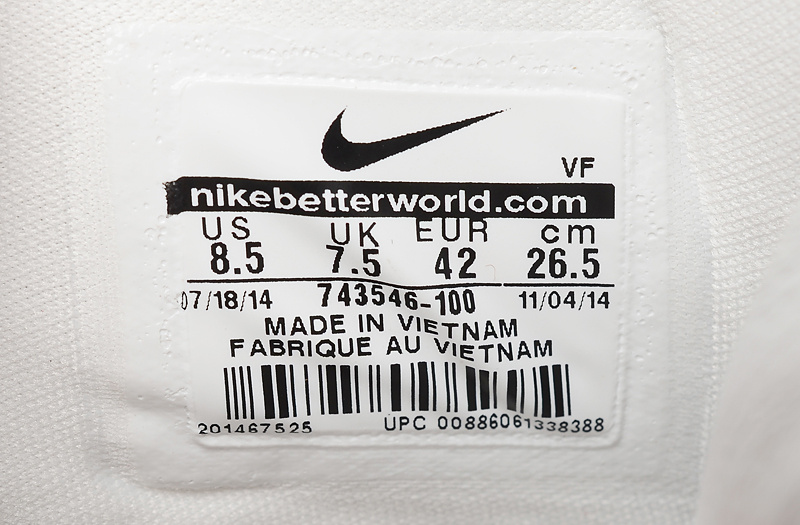 VF
nikebetterworld.com
US UK EUR cm
8.5 7.5 42 26.5
07/18/14 743546-100 11/04/14
MADE IN VIETNAM
FABRIQUE AU VIETNAM
201467525 UPC 00886061338388